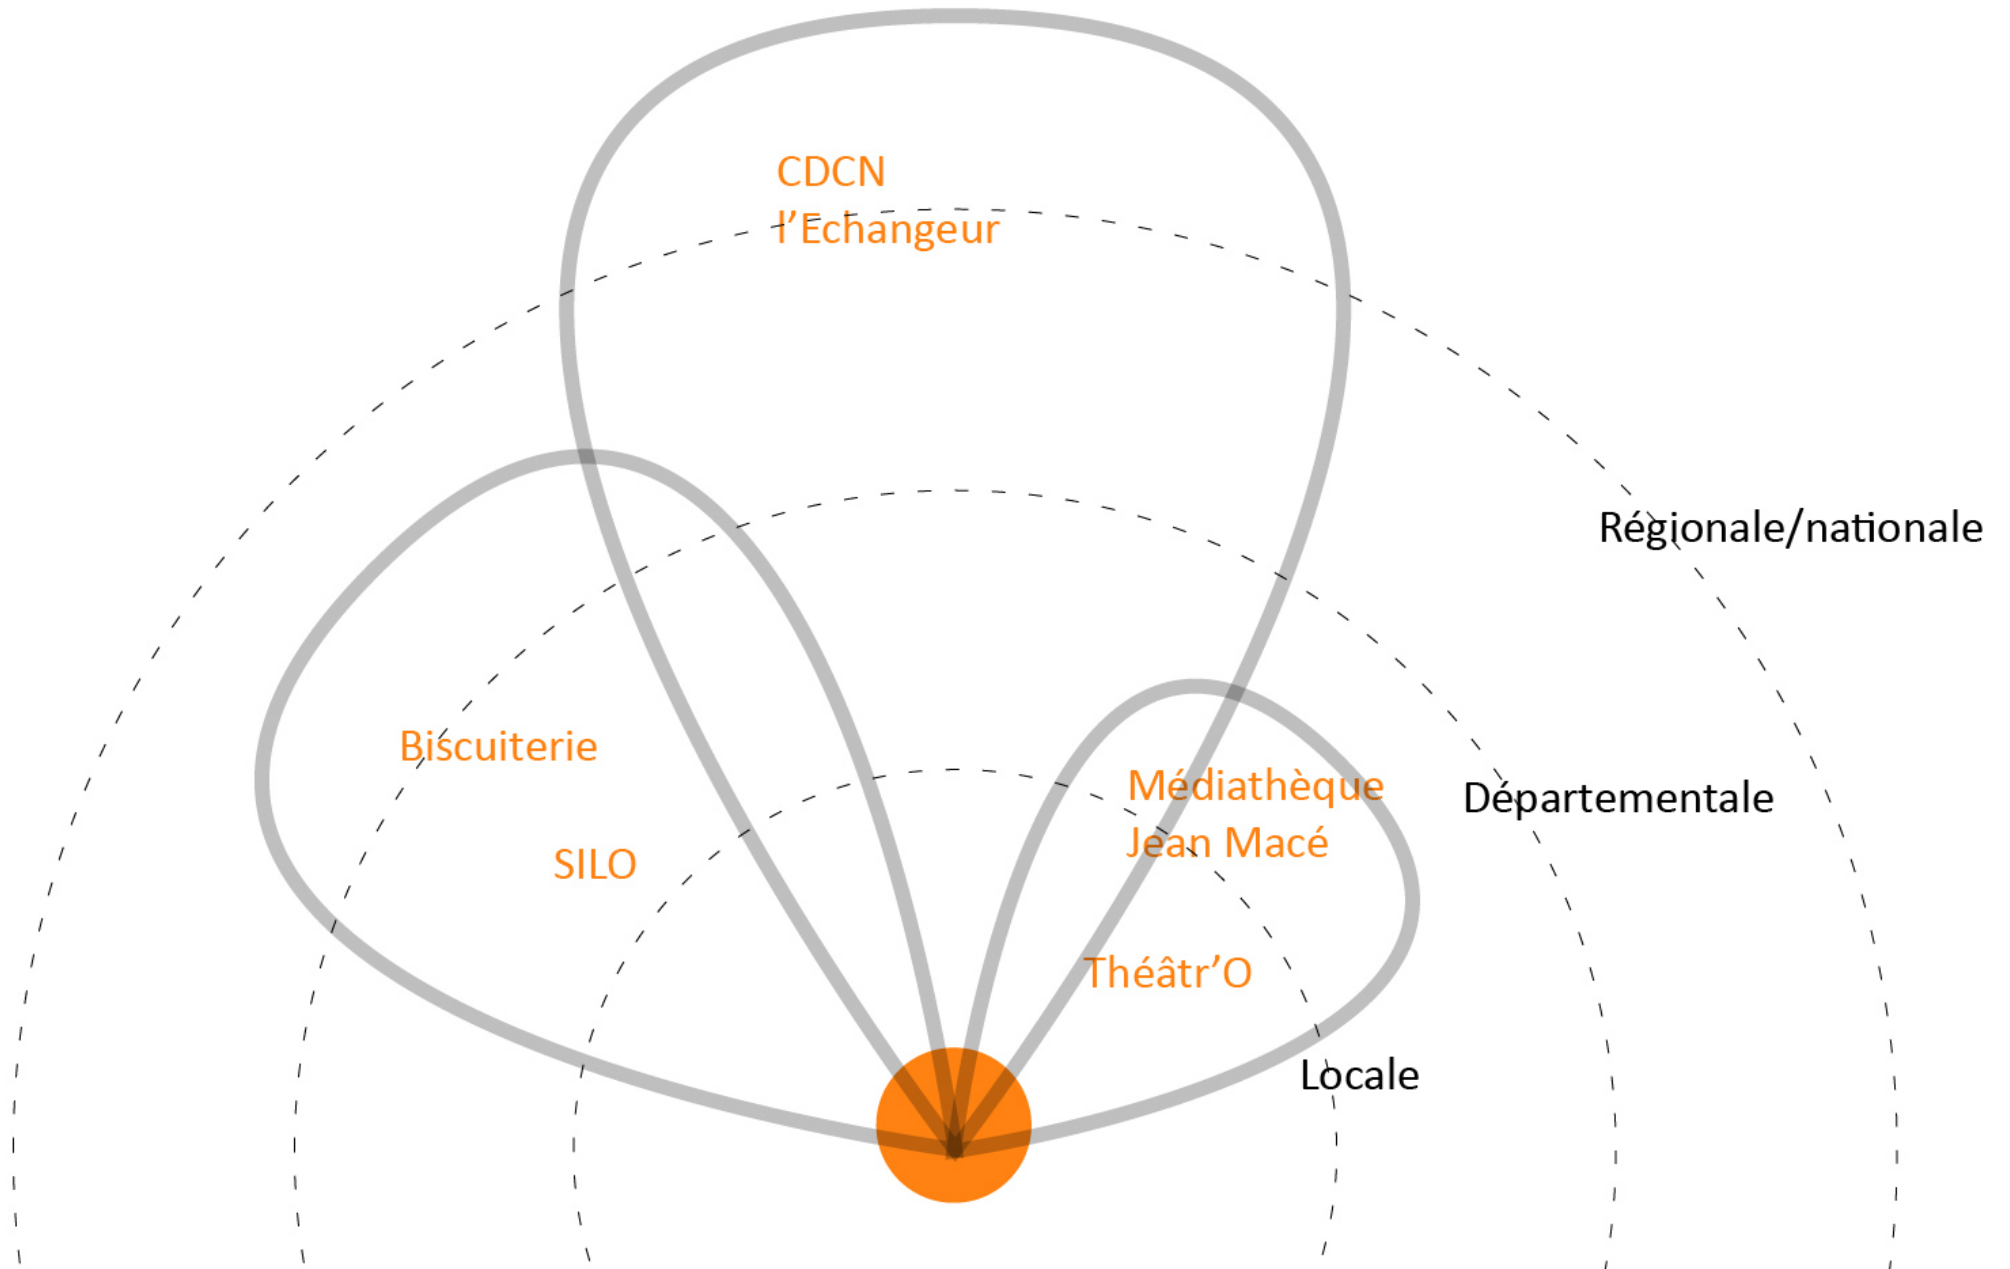 CDCN
l’Echangeur
Régionale/nationale
Biscuiterie
Médiathèque
Jean Macé
Départementale
SILO
Théâtr’O
Locale